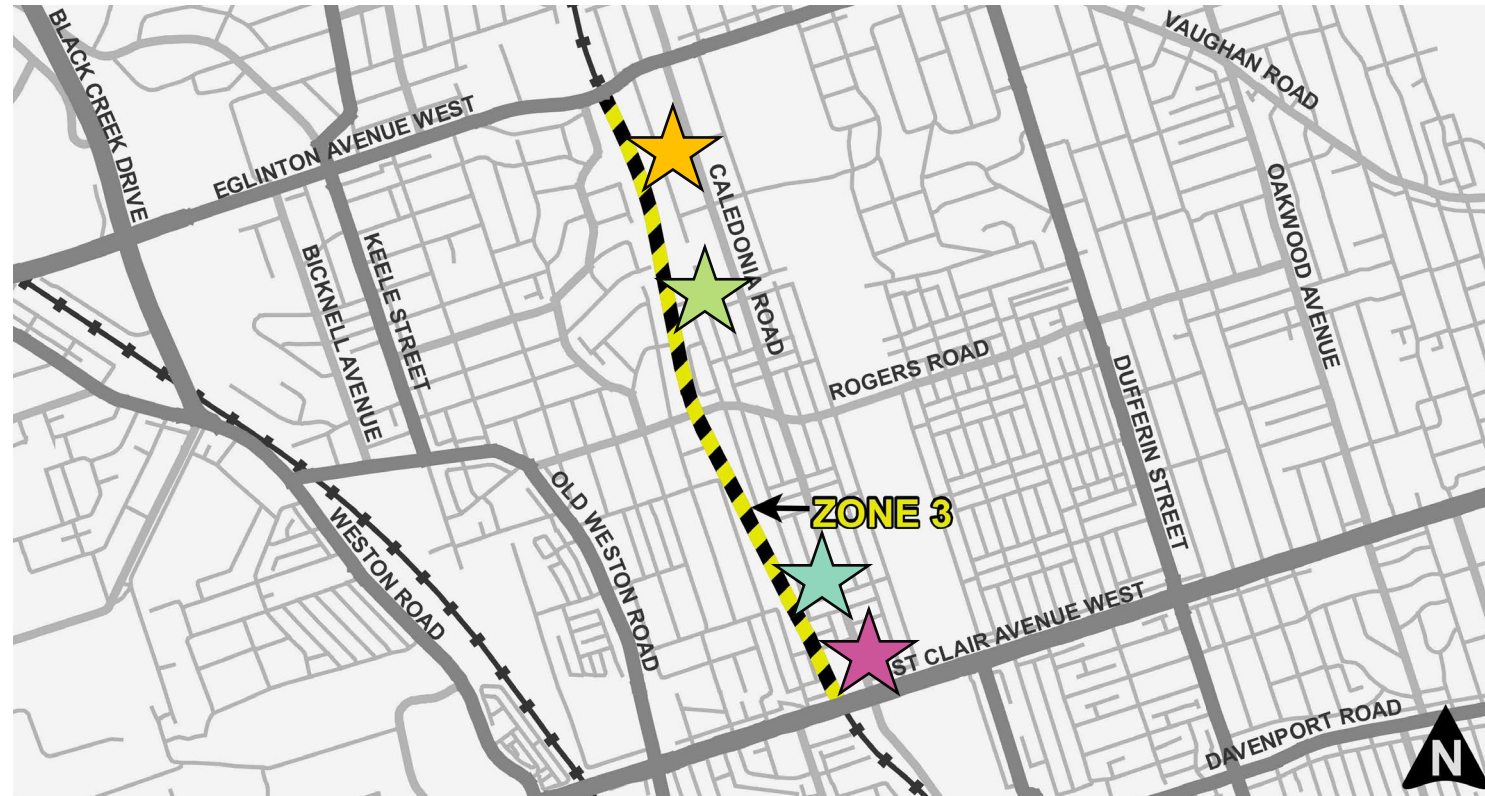 BLACK CREEK DRIVE
VAUGHAN ROAD
EGLINTON AVENUE WEST
CALEDONIA ROAD
OAKWOOD AVENUE
KEELE STREET
BICKNELL AVENUE
ROGERS ROAD
DUFFERIN STREET
OLD WESTON ROAD
ZONE 3
WESTON ROAD
ST CLAIR AVENUE WEST
DAVENPORT ROAD
N